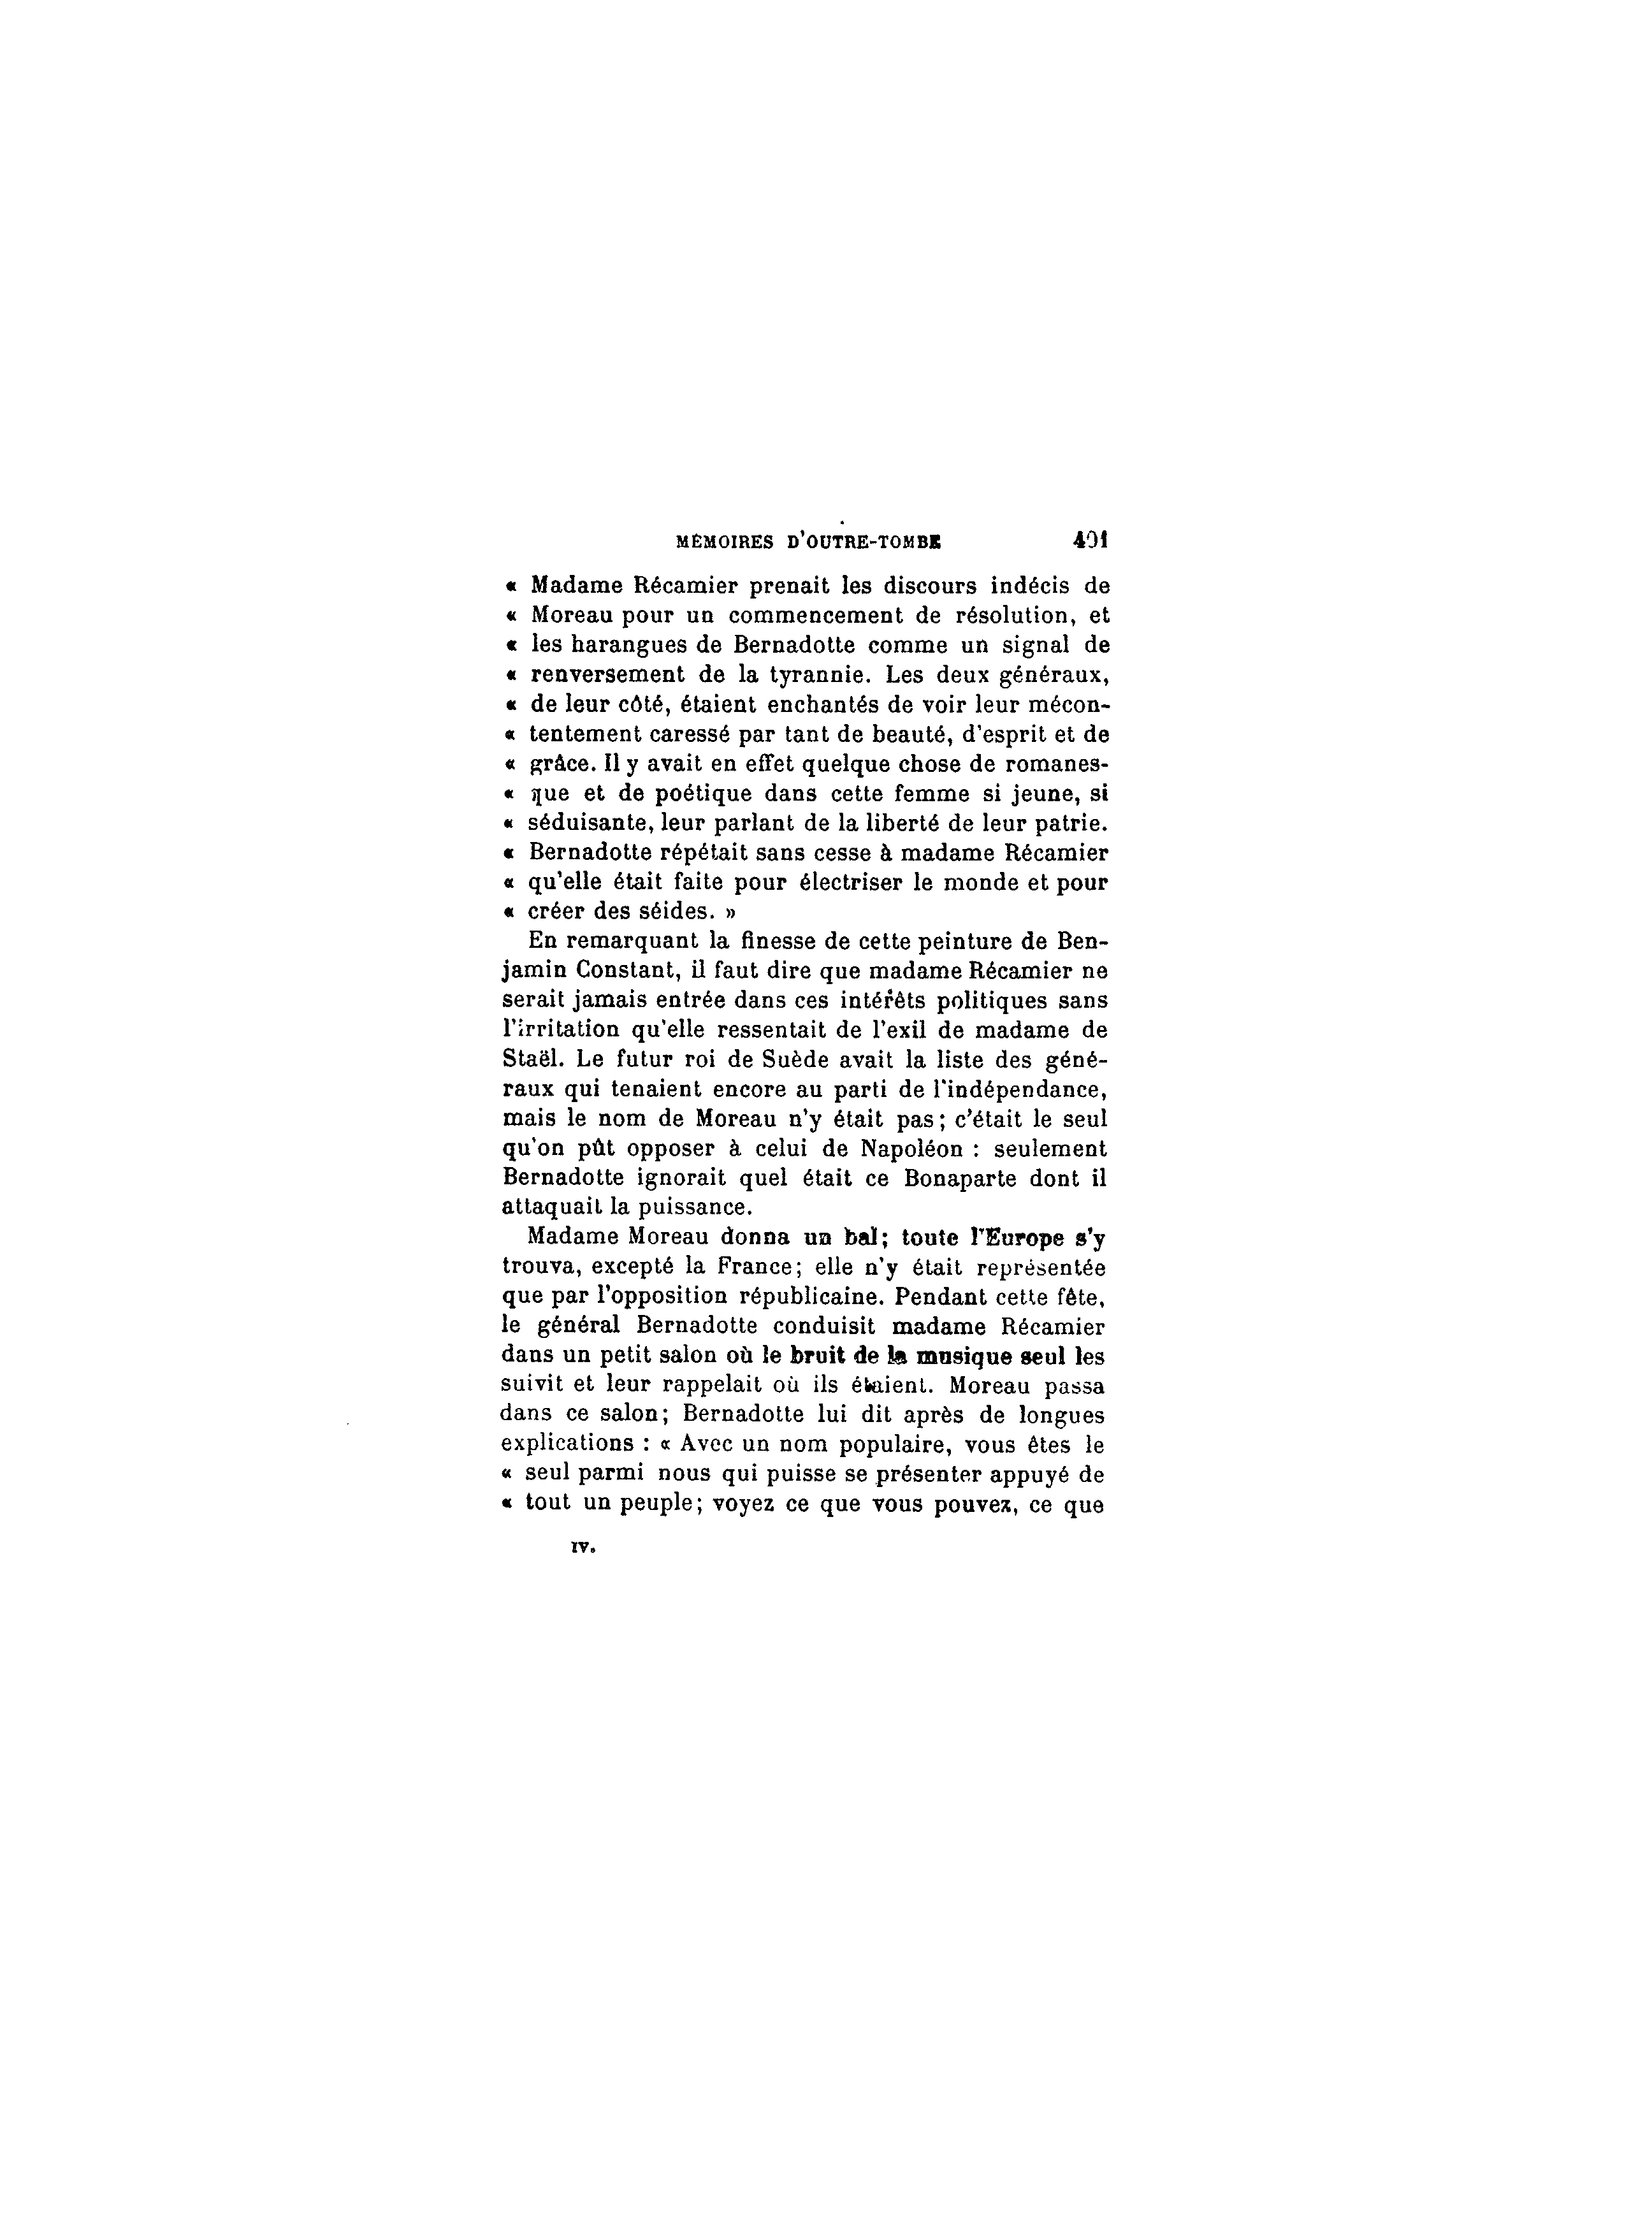 MÉMOIRES D'OUTRE-TOMBE 401
« Madame Récamier prenait les discours indécis de
« Moreau pour un commencement de résolution, et
« les harangues de Bernadotte comme un signal de
« renversement de la tyrannie. Les deux généraux,
« de leur côté, étaient enchantés de voir leur mécon-
« tentement caressé par tant de beauté, d'esprit et de
« grâce. Il y avait en effet quelque chose de romanes-
« que et de poétique dans cette femme si jeune, si
« séduisante, leur parlant de la liberté de leur patrie.
« Bernadotte répétait sans cesse à madame Récamier
« qu'elle était faite pour électriser le monde et pour
« créer des séides. »
En remarquant la finesse de cette peinture de Ben-
jamin Constant, il faut dire que madame Récamier ne
serait jamais entrée dans ces intérêts politiques sans
l'irritation qu'elle ressentait de l'exil de madame de
Staël. Le futur roi de Suède avait la liste des géné-
raux qui tenaient encore au parti de l'indépendance,
mais le nom de Moreau n'y était pas; c'était le seul
qu'on pût opposer à celui de Napoléon : seulement
Bernadotte ignorait quel était ce Bonaparte dont il
attaquait la puissance.
Madame Moreau donna un bal; toute l'Europe s'y
trouva, excepté la France; elle n'y était représentée
que par l'opposition républicaine. Pendant cette fête,
le général Bernadotte conduisit madame Récamier
dans un petit salon où le bruit de la musique seul les
suivit et leur rappelait où ils étaient. Moreau passa
dans ce salon; Bernadotte lui dit après de longues
explications : « Avec un nom populaire, vous êtes le
« seul parmi nous qui puisse se présenter appuyé de
« tout un peuple; voyez ce que vous pouvez, ce que
IV.